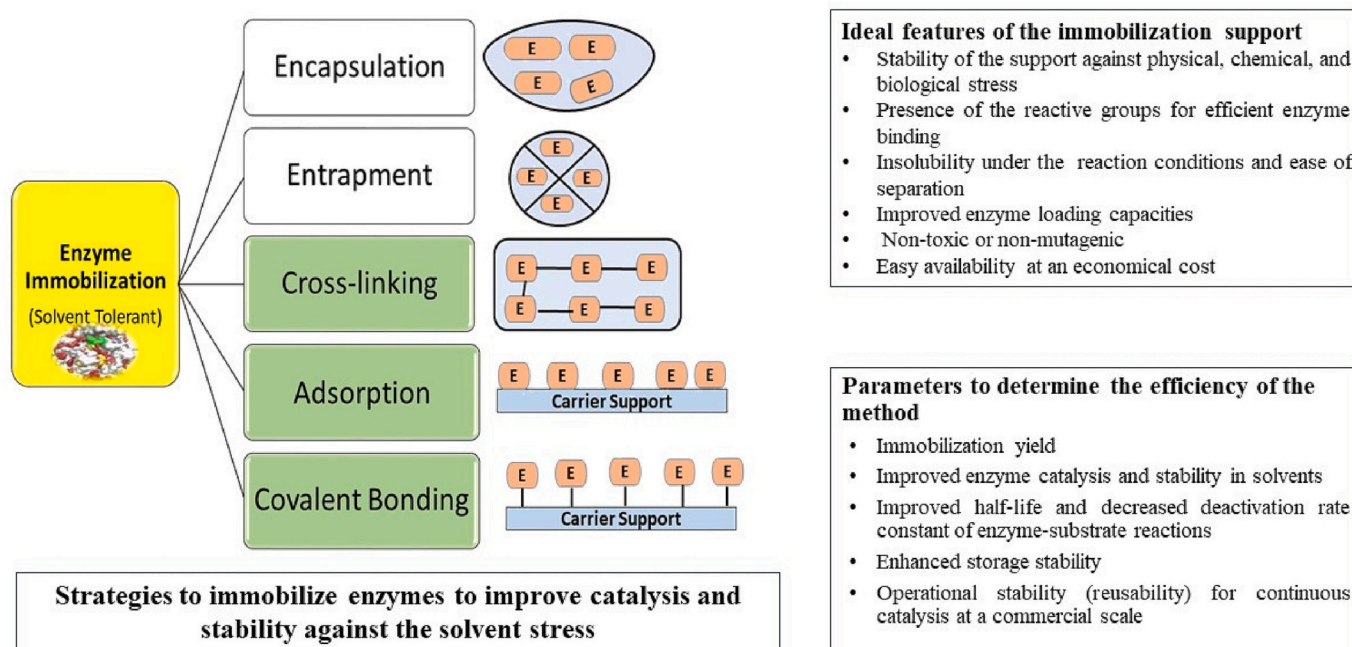 Enzyme
Immobilization
(Solvent Tolerant)
Encapsulation
E E
E E
Entrapment
E
E E
E
Cross-linking
E E E
E E E
Adsorption
E E E E E
Carrier Support
Covalent Bonding
E E E E E
Carrier Support
Strategies to immobilize enzymes to improve catalysis and
stability against the solvent stress
Ideal features of the immobilization support
• Stability of the support against physical, chemical, and
biological stress
• Presence of the reactive groups for efficient enzyme
binding
• Insolubility under the reaction conditions and ease of
separation
• Improved enzyme loading capacities
• Non-toxic or non-mutagenic
• Easy availability at an economical cost
Parameters to determine the efficiency of the
method
• Immobilization yield
• Improved enzyme catalysis and stability in solvents
• Improved half-life and decreased deactivation rate
constant of enzyme-substrate reactions
• Enhanced storage stability
• Operational stability (reusability) for continuous
catalysis at a commercial scale